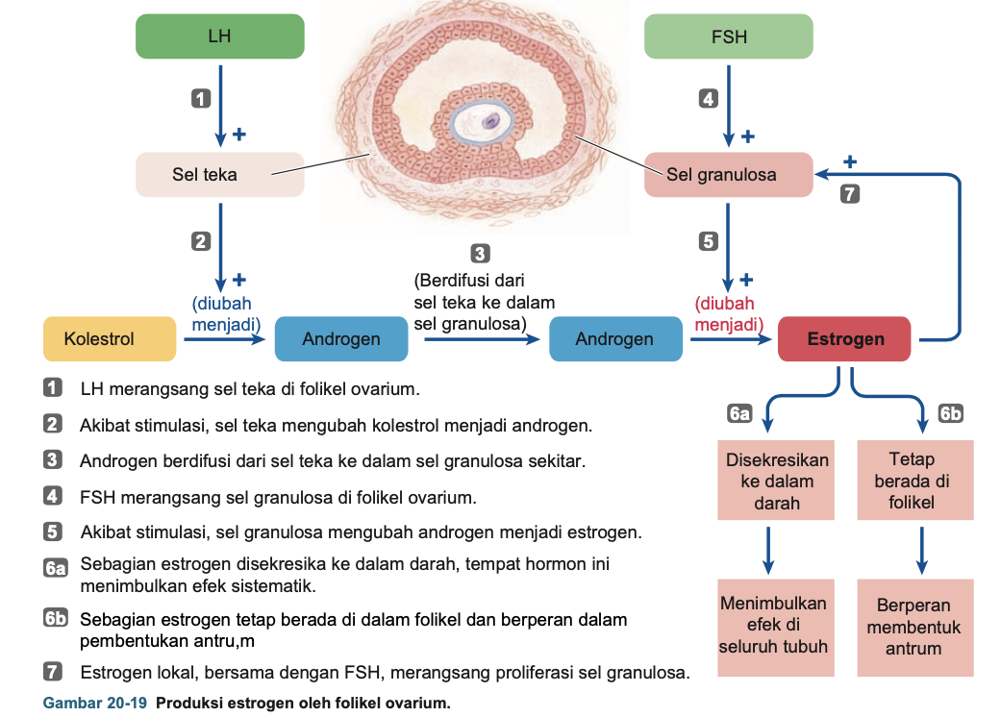 LH
FSH
1
4
+
+
Sel teka
Sel granulosa
+
7
2
5
3
+
+
(diubah
menjadi)
(Berdifusi dari
sel teka ke dalam
sel granulosa)
(diubah
menjadi)
Kolestrol
Androgen
Androgen
Estrogen
1 LH merangsang sel teka di folikel ovarium.
2 Akibat stimulasi, sel teka mengubah kolestrol menjadi androgen.
3 Androgen berdifusi dari sel teka ke dalam sel granulosa sekitar.
4 FSH merangsang sel granulosa di folikel ovarium.
5 Akibat stimulasi, sel granulosa mengubah androgen menjadi estrogen.
6a Sebagian estrogen disekresika ke dalam darah, tempat hormon ini
menimbulkan efek sistematik.
6b Sebagian estrogen tetap berada di dalam folikel dan berperan dalam
pembentukan antru,m
7 Estrogen lokal, bersama dengan FSH, merangsang proliferasi sel granulosa.
6a
6b
Disekresikan
ke dalam
darah
Tetap
berada di
folikel
Menimbulkan
efek di
seluruh tubuh
Berperan
membentuk
antrum
Gambar 20-19 Produksi estrogen oleh folikel ovarium.